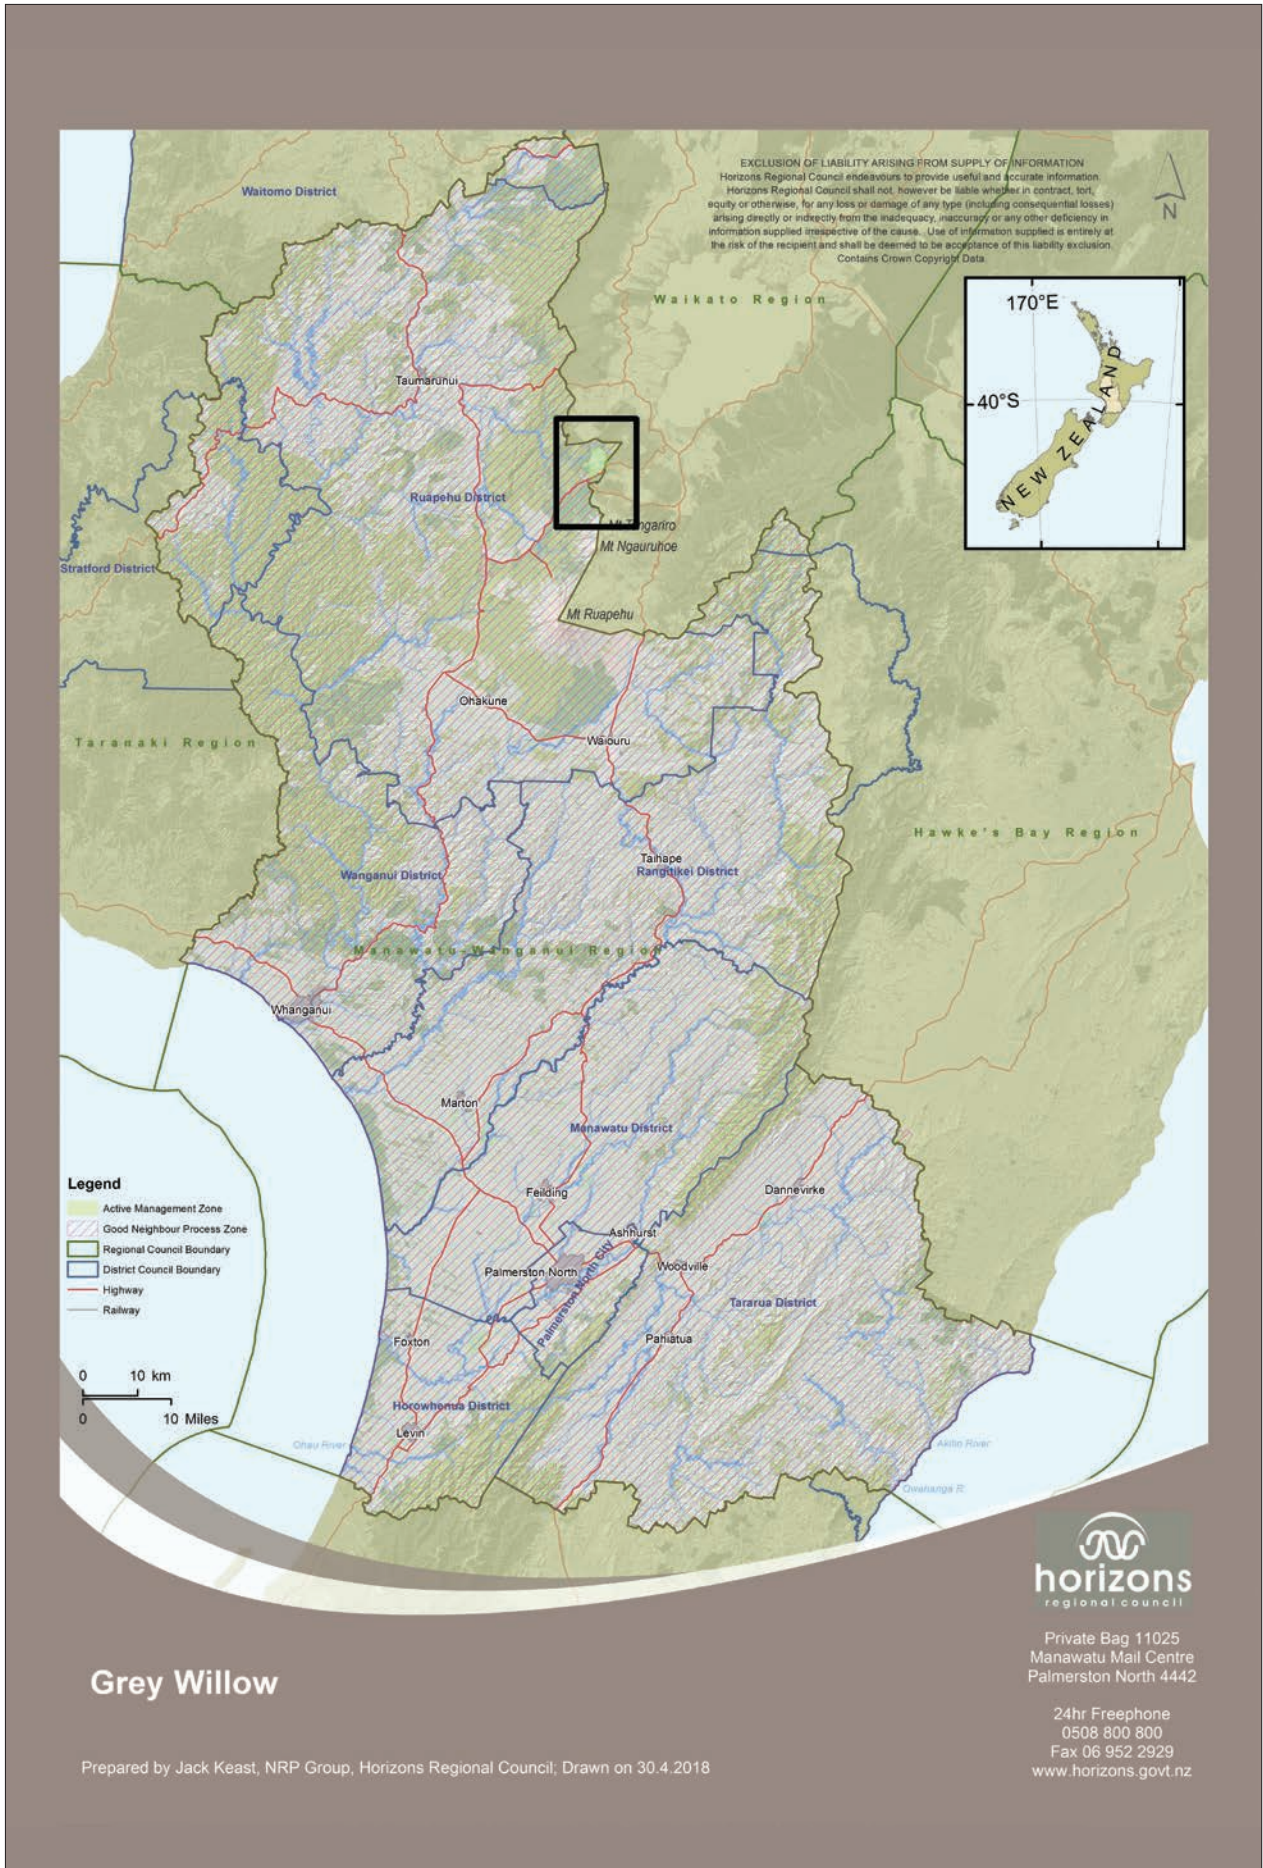 EXCLUSION OF LIABILITY ARISING FROM SUPPLY OF INFORMATION
Horizons Regional Council endeavours to provide useful and accurate information.
Horizons Regional Council shall not, however be liable whether in contract, tort,
equity or otherwise, for any loss or damage of any type (including consequential losses)
arising directly or indirectly from the inadequacy, inaccuracy or any other deficiency in
information supplied irrespective of the cause. Use of information supplied is entirely at
the risk of the recipient and shall be deemed to be acceptance of this liability exclusion.
Contains Crown Copyright Data.
N
Waitomo District
Waikato Region
170°E
40°S
NEW ZEALAND
Taumarunui
Ruapehu District
Mt Tongariro
Mt Ngauruhoe
Stratford District
Mt Ruapehu
Ohakune
Waiouru
Taranaki Region
Hawke's Bay Region
Taihape
Rangitikei District
Wanganui District
Manawatu-Wanganui Region
Whanganui
Marton
Manawatu District
Feilding
Dannevirke
Ashhurst
Palmerston North
Palmerston North City
Woodville
Tararua District
Foxton
Pahiatua
Horowhenua District
Levin
Ohau River
Akitio River
Owahanga R
Legend
Active Management Zone
Good Neighbour Process Zone
Regional Council Boundary
District Council Boundary
Highway
Railway
0 10 km
0 10 Miles
horizons
regional council
Private Bag 11025
Manawatu Mail Centre
Palmerston North 4442
24hr Freephone
0508 800 800
Fax 06 952 2929
www.horizons.govt.nz
Grey Willow
Prepared by Jack Keast, NRP Group, Horizons Regional Council; Drawn on 30.4.2018